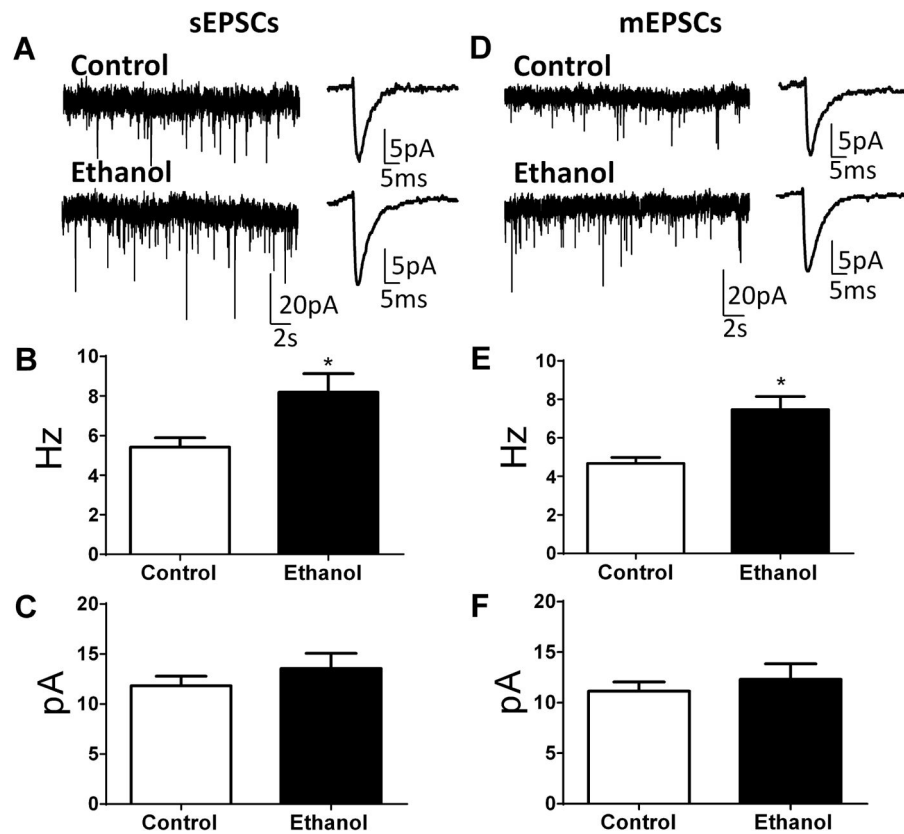 sEPSCs
A
Control
5pA
5ms
Ethanol
5pA
5ms
20pA
2s
B
Hz
10
8
6
4
2
0
*
Control
Ethanol
C
pA
20
15
10
5
0
Control
Ethanol
mEPSCs
D
Control
5pA
5ms
Ethanol
5pA
5ms
20pA
2s
E
Hz
10
8
6
4
2
0
*
Control
Ethanol
F
pA
20
15
10
5
0
Control
Ethanol